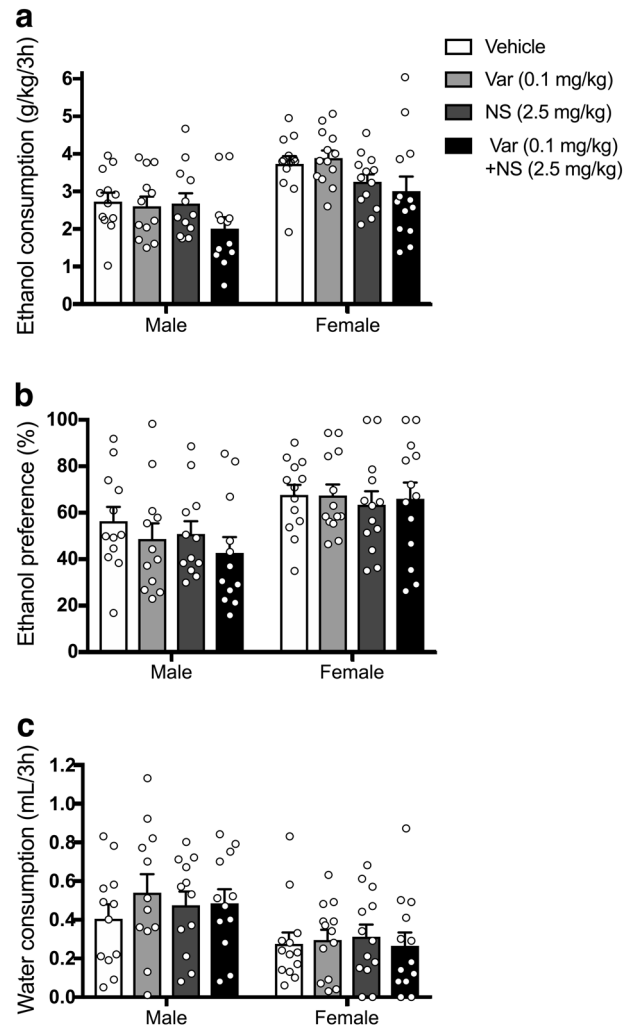 a
Ethanol consumption (g/kg/3h)
6
5
4
3
2
1
0
Male
Female
Vehicle
Var (0.1 mg/kg)
NS (2.5 mg/kg)
Var (0.1 mg/kg)
+NS (2.5 mg/kg)
b
Ethanol preference (%)
100
80
60
40
20
0
Male
Female
c
Water consumption (mL/3h)
1.2
1.0
0.8
0.6
0.4
0.2
0.0
Male
Female